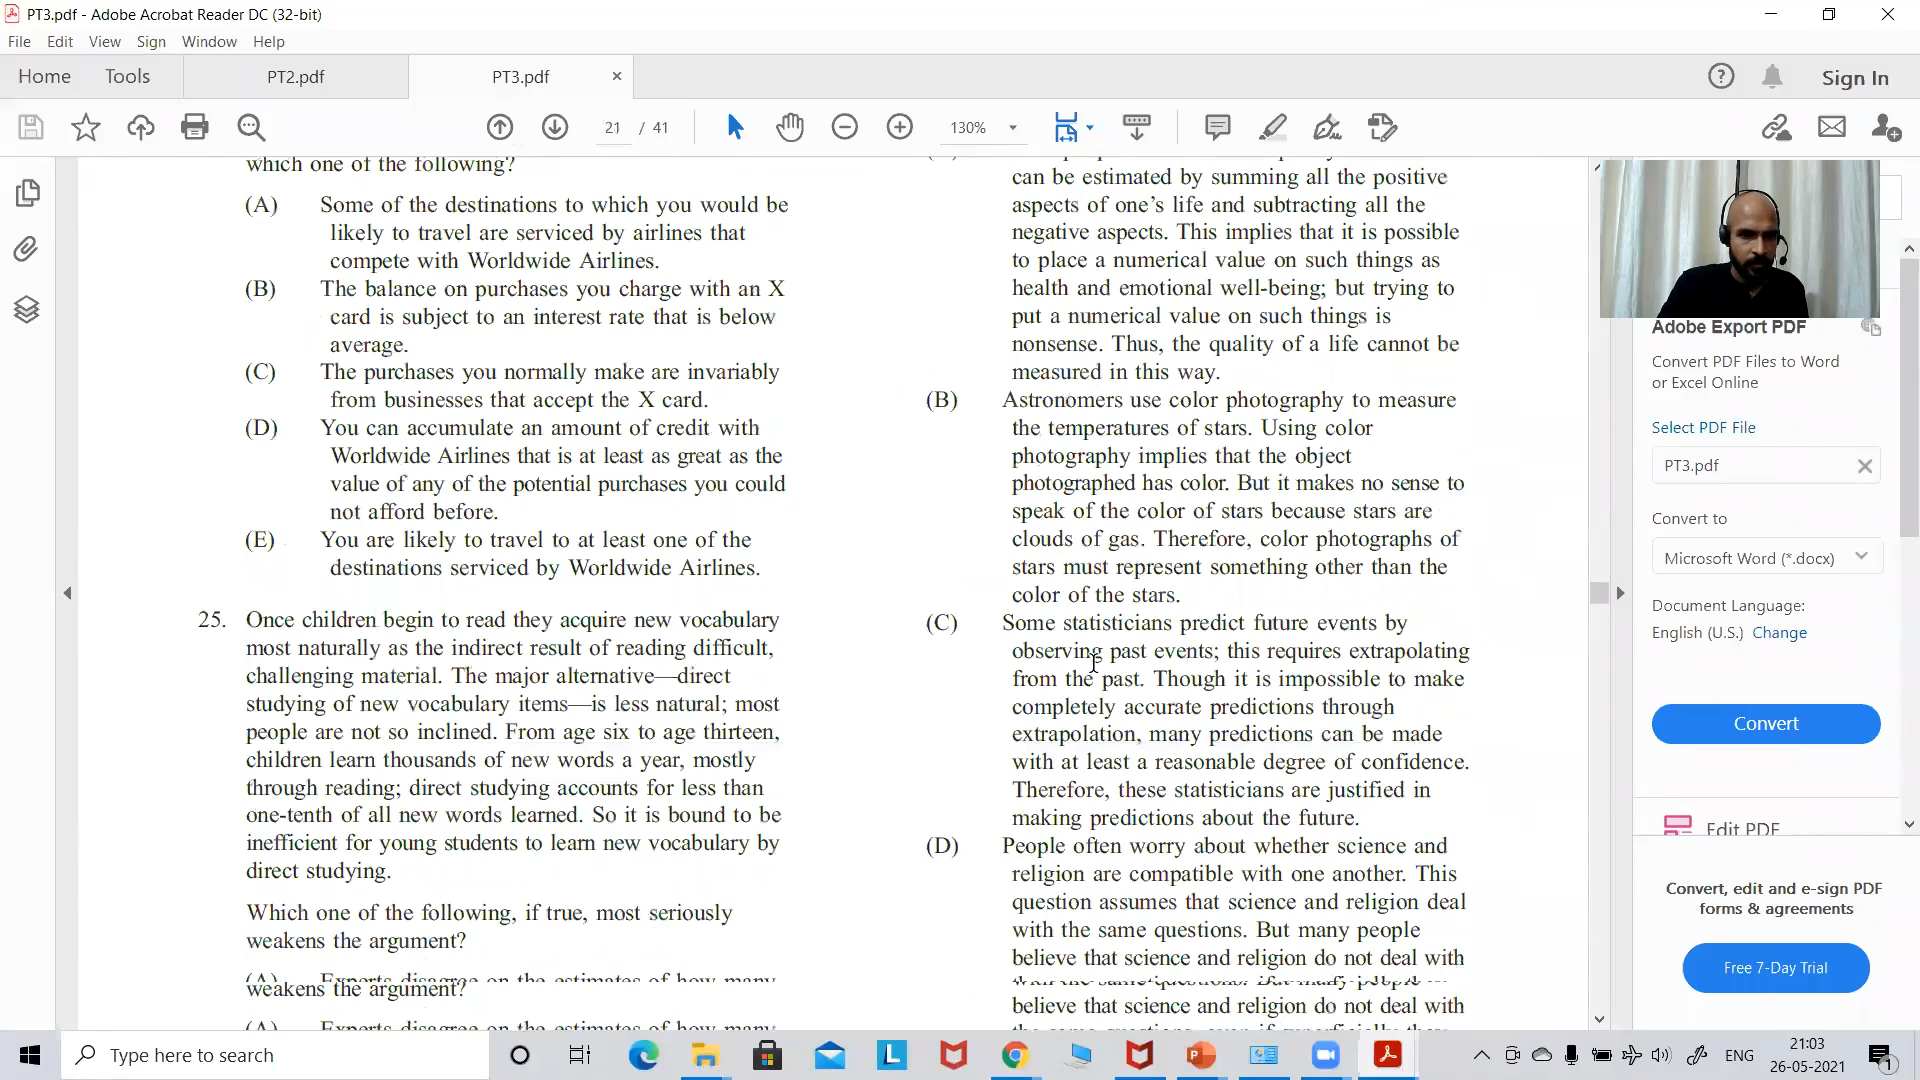 PT3.pdf - Adobe Acrobat Reader DC (32-bit)
File Edit View Sign Window Help
Home Tools PT2.pdf PT3.pdf × Sign In
21 / 41 130%
which one of the following?
(A) Some of the destinations to which you would be
likely to travel are serviced by airlines that
compete with Worldwide Airlines.
(B) The balance on purchases you charge with an X
card is subject to an interest rate that is below
average.
(C) The purchases you normally make are invariably
from businesses that accept the X card.
(D) You can accumulate an amount of credit with
Worldwide Airlines that is at least as great as the
value of any of the potential purchases you could
not afford before.
(E) You are likely to travel to at least one of the
destinations serviced by Worldwide Airlines.
25. Once children begin to read they acquire new vocabulary
most naturally as the indirect result of reading difficult,
challenging material. The major alternative—direct
studying of new vocabulary items—is less natural; most
people are not so inclined. From age six to age thirteen,
children learn thousands of new words a year, mostly
through reading; direct studying accounts for less than
one-tenth of all new words learned. So it is bound to be
inefficient for young students to learn new vocabulary by
direct studying.
Which one of the following, if true, most seriously
weakens the argument?
(A) Experts disagree on the estimates of how many
weakens the argument?
(A) Experts disagree on the estimates of how many
can be estimated by summing all the positive
aspects of one's life and subtracting all the
negative aspects. This implies that it is possible
to place a numerical value on such things as
health and emotional well-being; but trying to
put a numerical value on such things is
nonsense. Thus, the quality of a life cannot be
measured in this way.
(B) Astronomers use color photography to measure
the temperatures of stars. Using color
photography implies that the object
photographed has color. But it makes no sense to
speak of the color of stars because stars are
clouds of gas. Therefore, color photographs of
stars must represent something other than the
color of the stars.
(C) Some statisticians predict future events by
observing past events; this requires extrapolating
from the past. Though it is impossible to make
completely accurate predictions through
extrapolation, many predictions can be made
with at least a reasonable degree of confidence.
Therefore, these statisticians are justified in
making predictions about the future.
(D) People often worry about whether science and
religion are compatible with one another. This
question assumes that science and religion deal
with the same questions. But many people
believe that science and religion do not deal with
with the same questions. But many people
believe that science and religion do not deal with
Adobe Export PDF
Convert PDF Files to Word
or Excel Online
Select PDF File
PT3.pdf
Convert to
Microsoft Word (*.docx)
Document Language:
English (U.S.) Change
Convert
Edit PDF
Convert, edit and e-sign PDF
forms & agreements
Free 7-Day Trial
Type here to search
ENG
21:03
26-05-2021
1